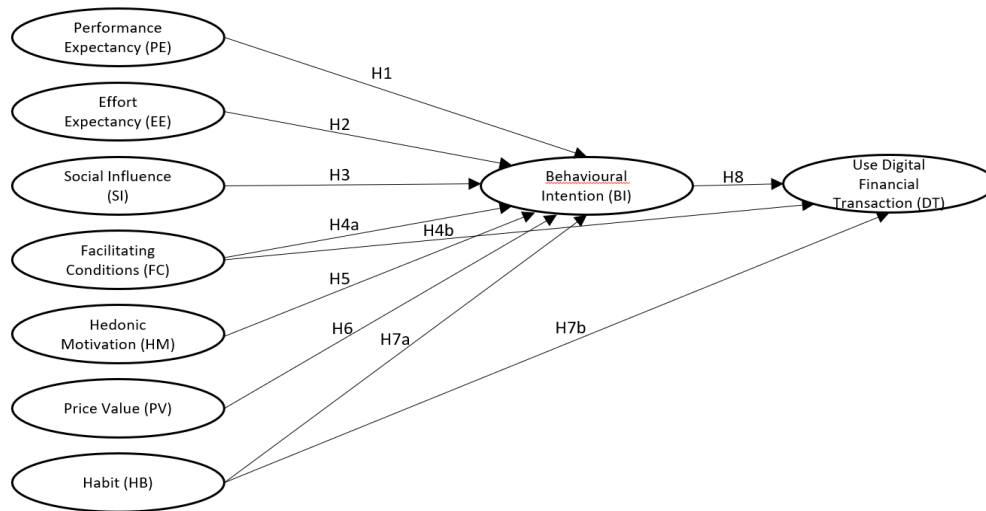 Performance
Expectancy (PE)
H1
Effort
Expectancy (EE)
H2
Social Influence
(SI)
H3
Behavioural
Intention (BI)
H8
Use Digital
Financial
Transaction (DT)
Facilitating
Conditions (FC)
H4a
H4b
Hedonic
Motivation (HM)
H5
Price Value (PV)
H6
H7a
H7b
Habit (HB)